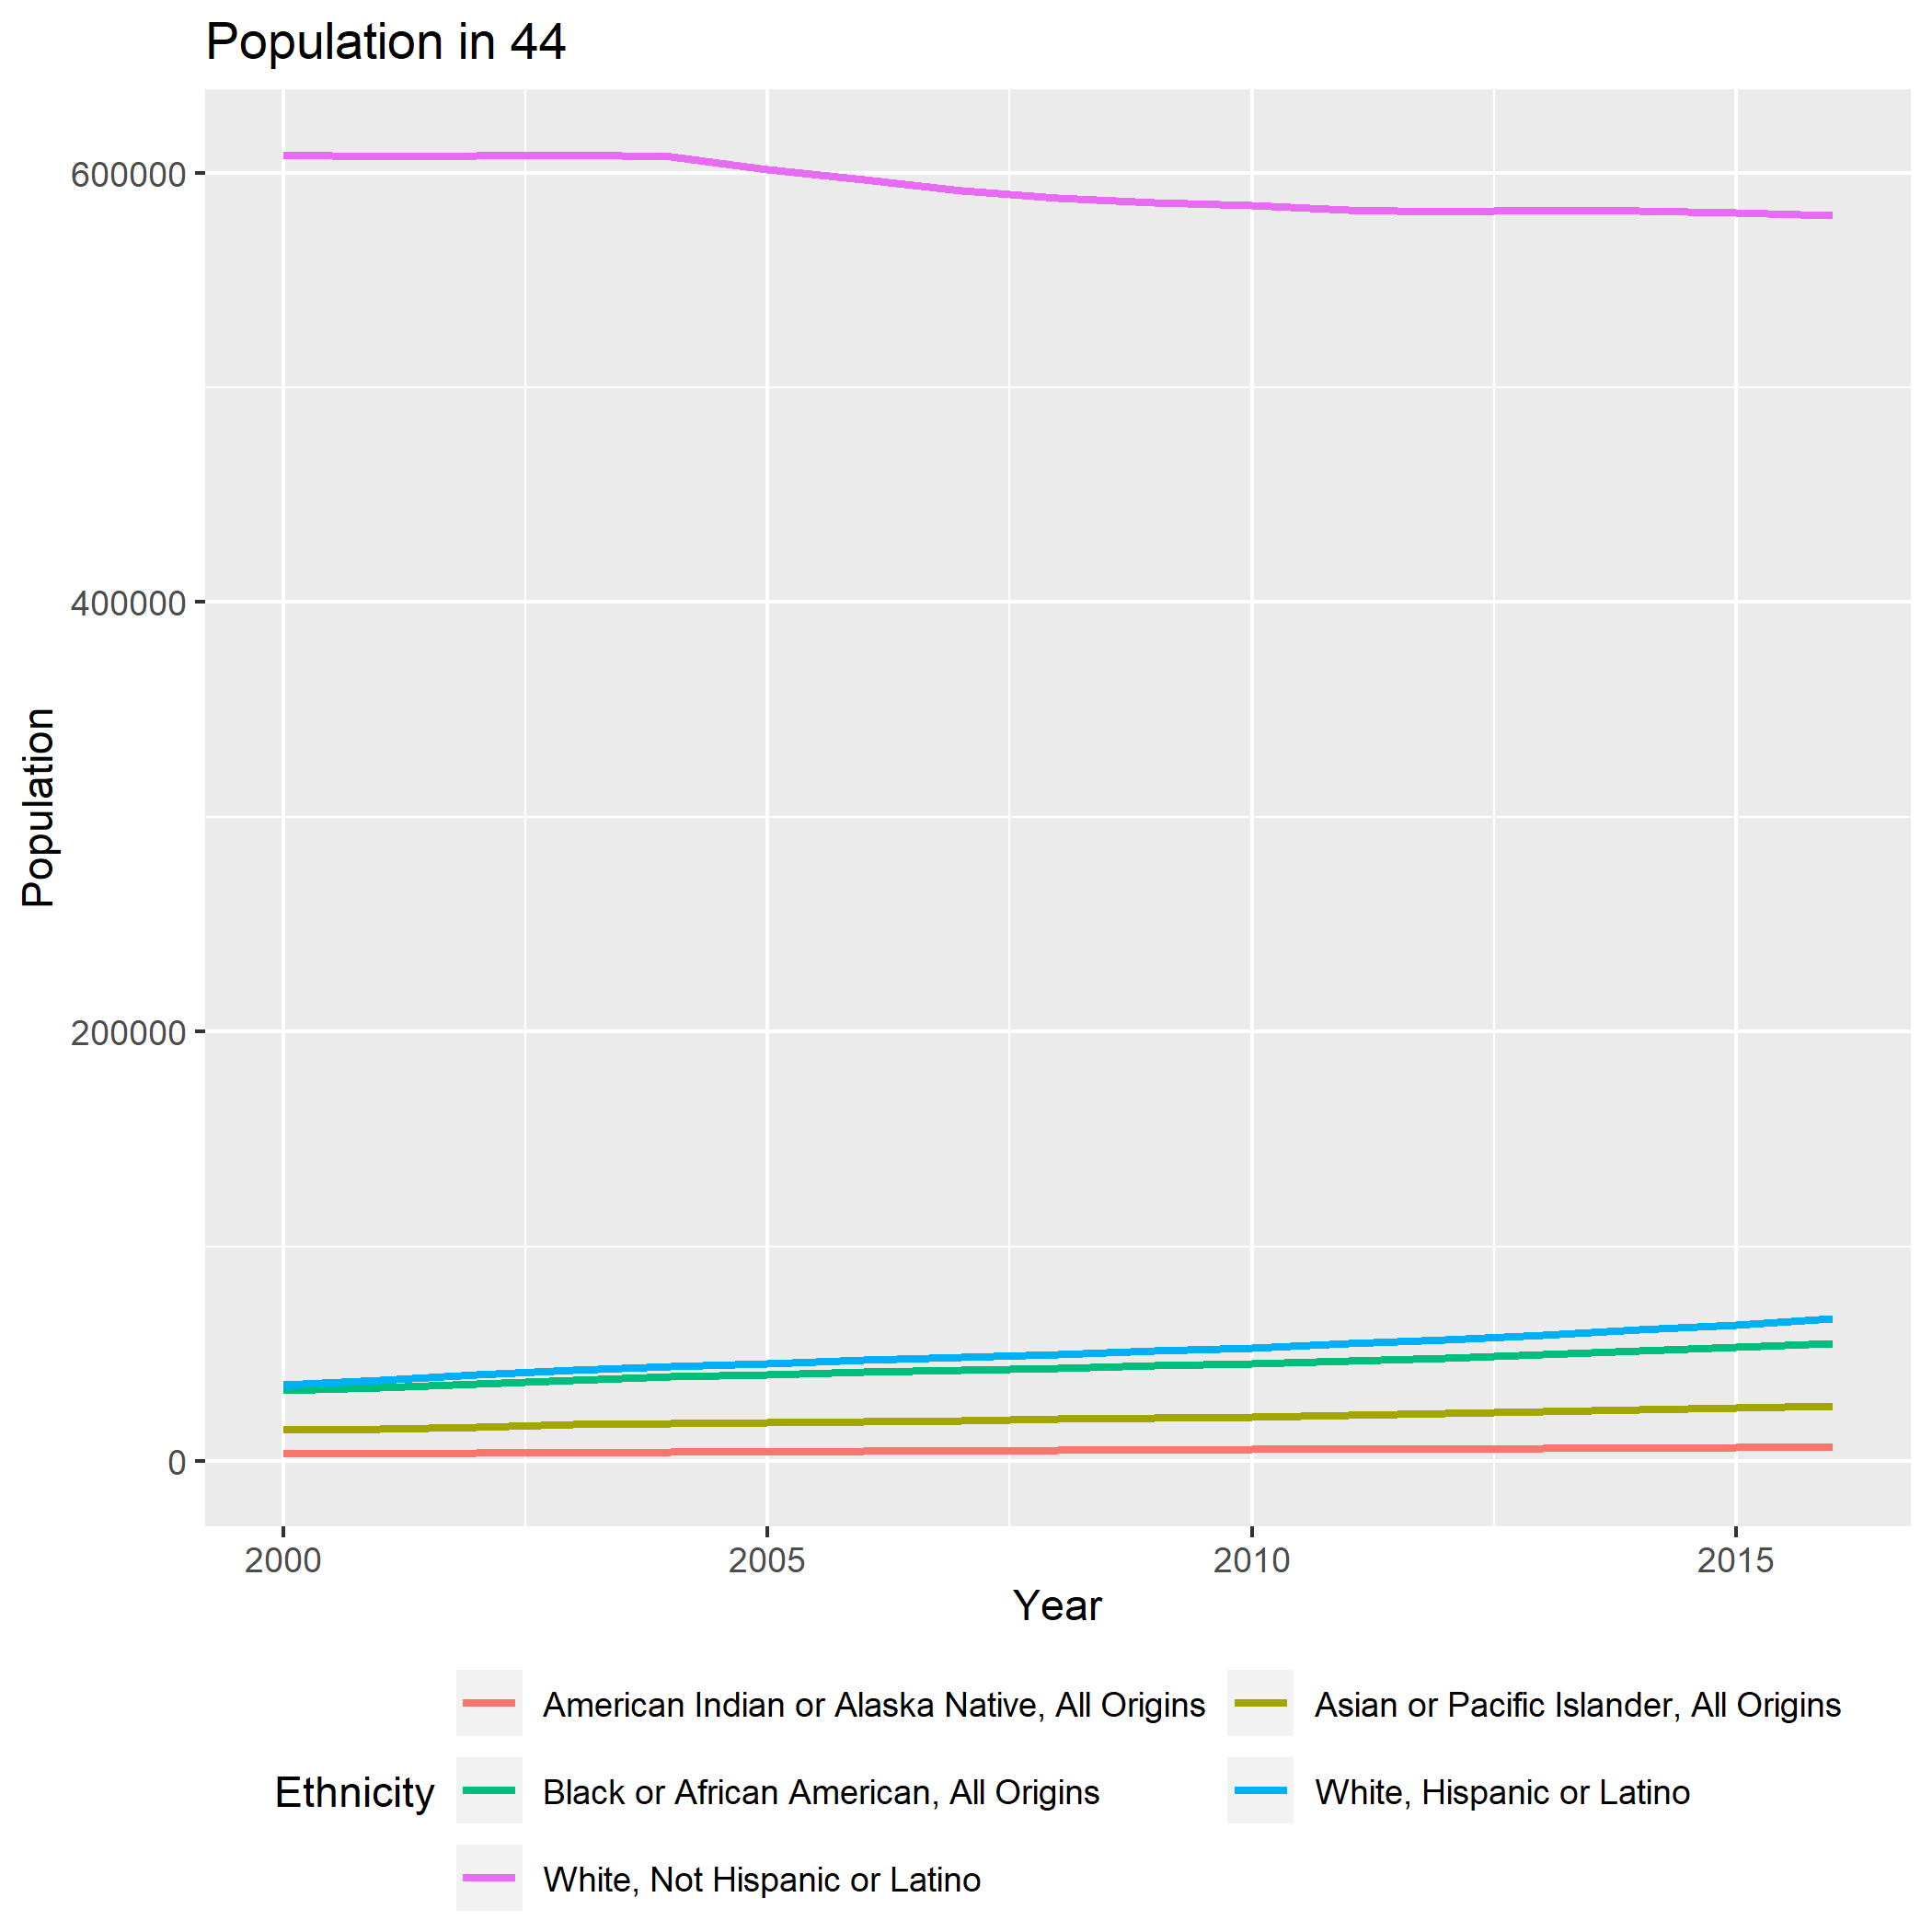 Population in 44
Population
600000
400000
200000
0
2000 2005 2010 2015
Year
Ethnicity
American Indian or Alaska Native, All Origins
Asian or Pacific Islander, All Origins
Black or African American, All Origins
White, Hispanic or Latino
White, Not Hispanic or Latino